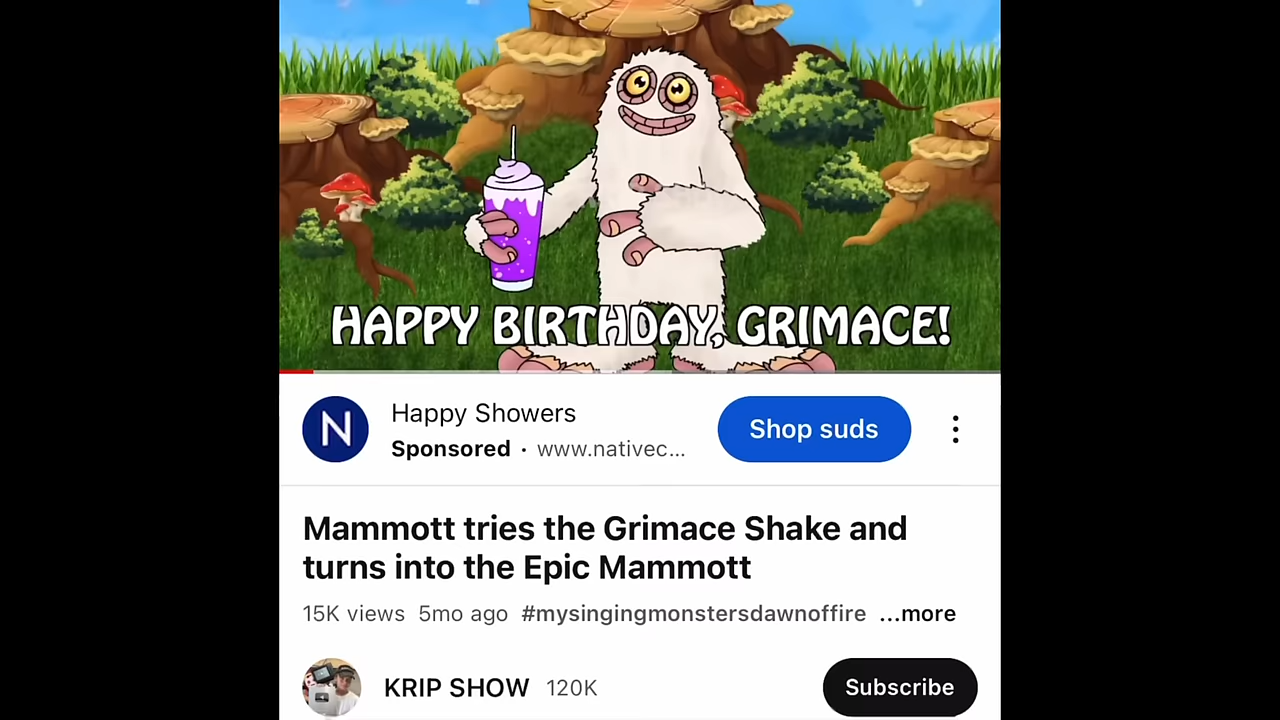 HAPPY BIRTHDAY, GRIMACE!
N
Happy Showers
Sponsored · www.nativec...
Shop suds
Mammott tries the Grimace Shake and
turns into the Epic Mammott
15K views 5mo ago #mysingingmonstersdawnoffire ...more
KRIP SHOW 120K
Subscribe